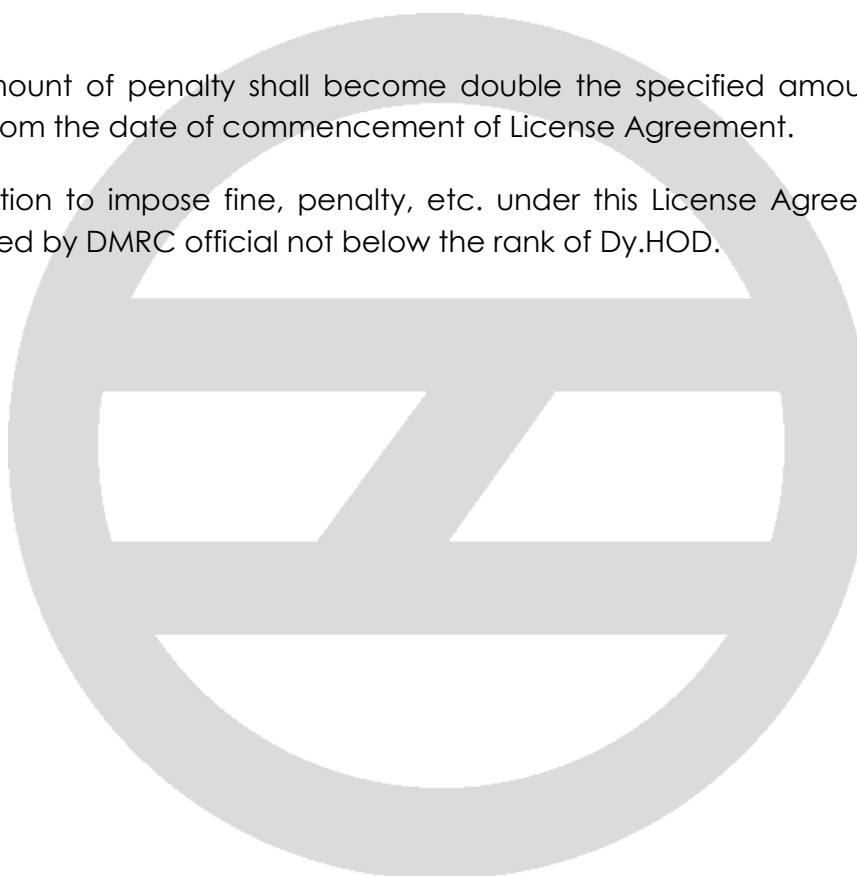 mount of penalty shall become double the specified amou
om the date of commencement of License Agreement.
tion to impose fine, penalty, etc. under this License Agree
ed by DMRC official not below the rank of Dy.HOD.